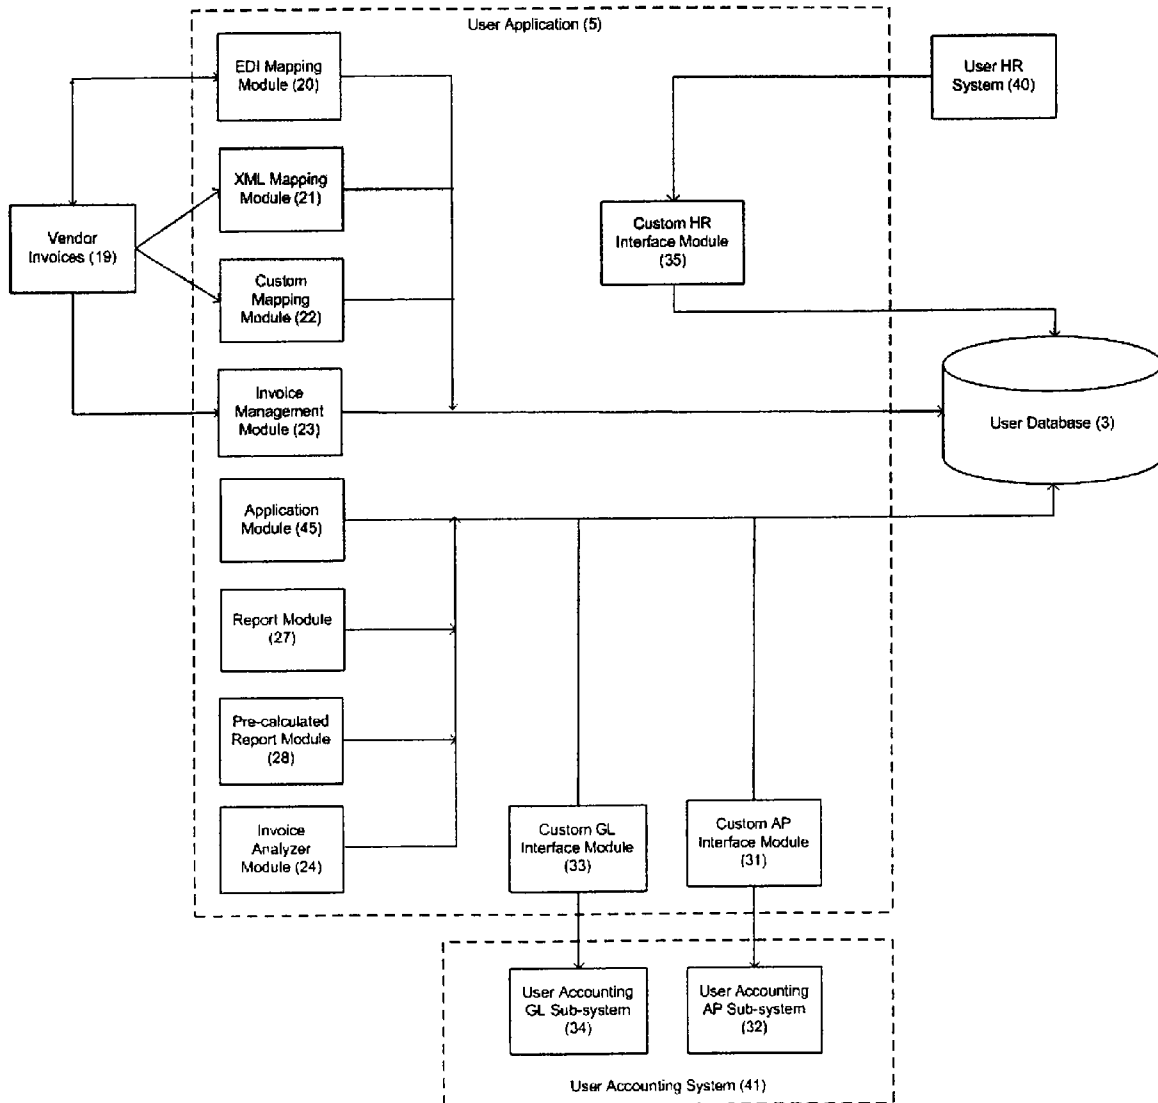 User Application (5)
EDI Mapping
Module (20)
User HR
System (40)
XML Mapping
Module (21)
Vendor
Invoices (19)
Custom HR
Interface Module
(35)
Custom
Mapping
Module (22)
Invoice
Management
Module (23)
User Database (3)
Application
Module (45)
Report Module
(27)
Pre-calculated
Report Module
(28)
Invoice
Analyzer
Module (24)
Custom GL
Interface Module
(33)
Custom AP
Interface Module
(31)
User Accounting
GL Sub-system
(34)
User Accounting
AP Sub-system
(32)
User Accounting System (41)